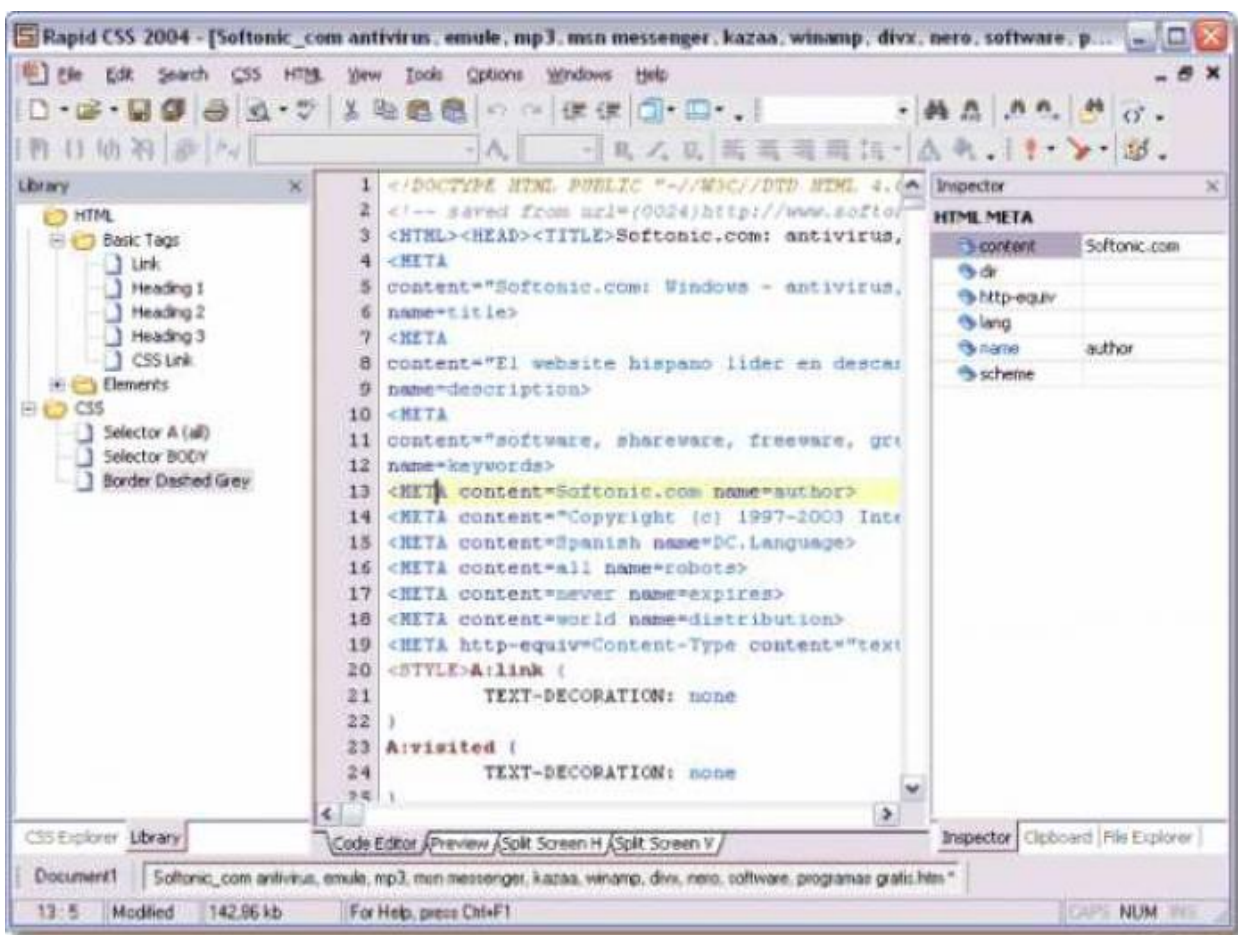 Rapid CSS 2004 - [Softonic_com antivirus, emule, mp3, msn messenger, kazaa, winamp, divx, nero, software, p...
File Edit Search CSS HTML View Tools Options Windows Help
Library
HTML
Basic Tags
Link
Heading 1
Heading 2
Heading 3
CSS Link
Elements
CSS
Selector A (all)
Selector BODY
Border Dashed Grey
CSS Explorer Library
1 <!DOCTYPE HTML PUBLIC "-//W3C//DTD HTML 4.0
2 <!-- saved from url=(0024)http://www.softo
3 <HTML><HEAD><TITLE>Softonic.com: antivirus,
4 <META
5 content="Softonic.com: Windows - antivirus,
6 name=title>
7 <META
8 content="El website hispano lider en descar
9 name=description>
10 <META
11 content="software, shareware, freeware, gra
12 name=keywords>
13 <META content=Softonic.com name=author>
14 <META content="Copyright (c) 1997-2003 Inte
15 <META content=Spanish name=DC.Language>
16 <META content=all name=robots>
17 <META content=never name=expires>
18 <META content=world name=distribution>
19 <META http-equiv=Content-Type content="text
20 <STYLE>A:link {
21 TEXT-DECORATION: none
22 }
23 A:visited {
24 TEXT-DECORATION: none
25 }
Code Editor Preview Split Screen H Split Screen V
Inspector
HTML META
content Softonic.com
dir
http-equiv
lang
name author
scheme
Inspector Clipboard File Explorer
Document1 Softonic_com antivirus, emule, mp3, msn messenger, kazaa, winamp, divx, nero, software, programas gratis.htm *
13 : 5 Modified 142,86 kb For Help, press Ctrl+F1 CAPS NUM INS